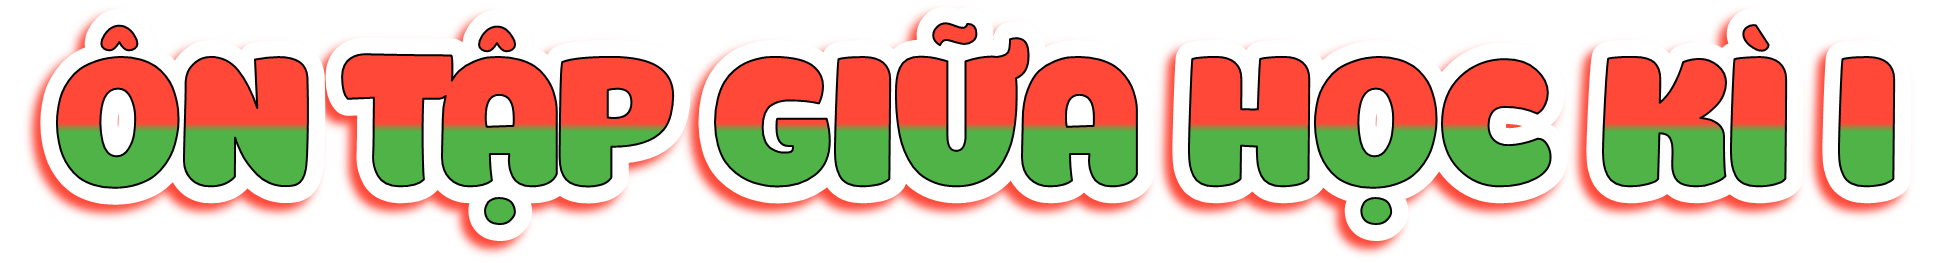 ÔN TẬP GIỮA HỌC KÌ I